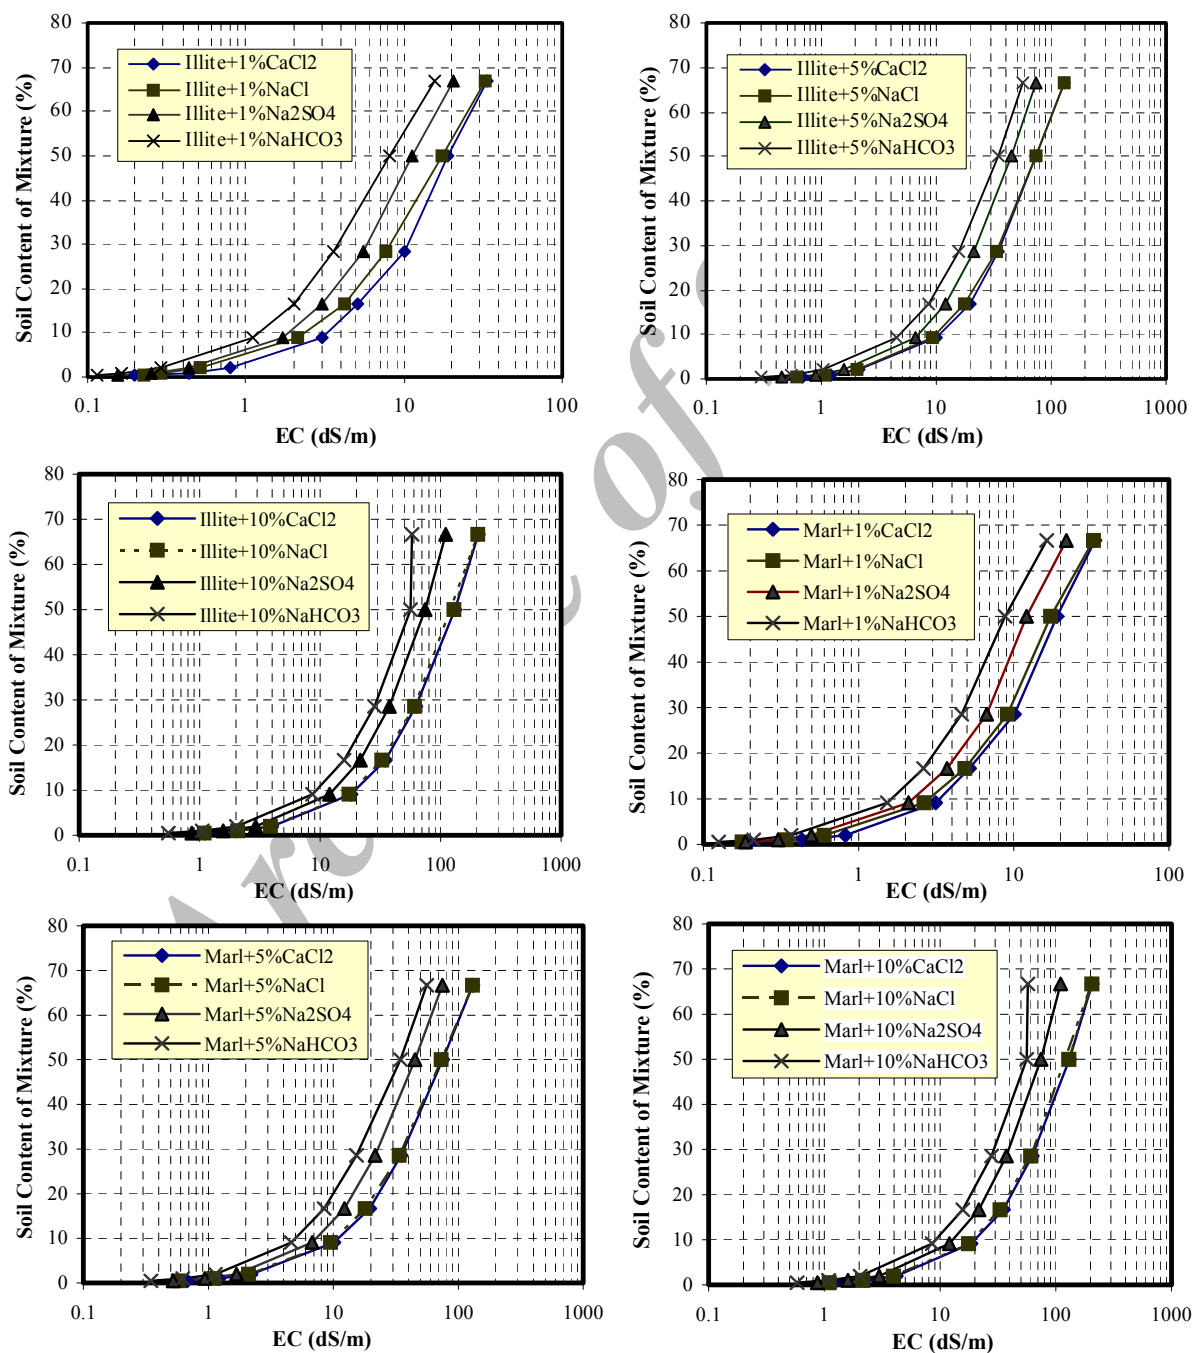 80
70
60
50
40
30
20
10
0
Soil Content of Mixture (%)
Illite+1%CaCl2
Illite+1%NaCl
Illite+1%Na2SO4
Illite+1%NaHCO3
0.1 1 10 100
EC (dS/m)
80
70
60
50
40
30
20
10
0
Soil Content of Mixture (%)
Illite+5%CaCl2
Illite+5%NaCl
Illite+5%Na2SO4
Illite+5%NaHCO3
0.1 1 10 100 1000
EC (dS/m)
80
70
60
50
40
30
20
10
0
Soil Content of Mixture (%)
Illite+10%CaCl2
Illite+10%NaCl
Illite+10%Na2SO4
Illite+10%NaHCO3
0.1 1 10 100 1000
EC (dS/m)
80
70
60
50
40
30
20
10
0
Soil Content of Mixture (%)
Marl+1%CaCl2
Marl+1%NaCl
Marl+1%Na2SO4
Marl+1%NaHCO3
0.1 1 10 100
EC (dS/m)
80
70
60
50
40
30
20
10
0
Soil Content of Mixture (%)
Marl+5%CaCl2
Marl+5%NaCl
Marl+5%Na2SO4
Marl+5%NaHCO3
0.1 1 10 100 1000
EC (dS/m)
80
70
60
50
40
30
20
10
0
Soil Content of Mixture (%)
Marl+10%CaCl2
Marl+10%NaCl
Marl+10%Na2SO4
Marl+10%NaHCO3
0.1 1 10 100 1000
EC (dS/m)
of